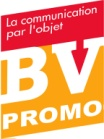 La communication
par l'objet
BV
PROMO